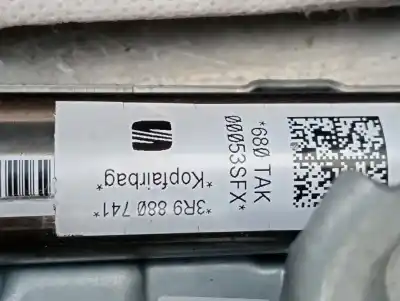 *680 TAK
00053SFX*
*Kopfairbag*
*3R9 880 741*